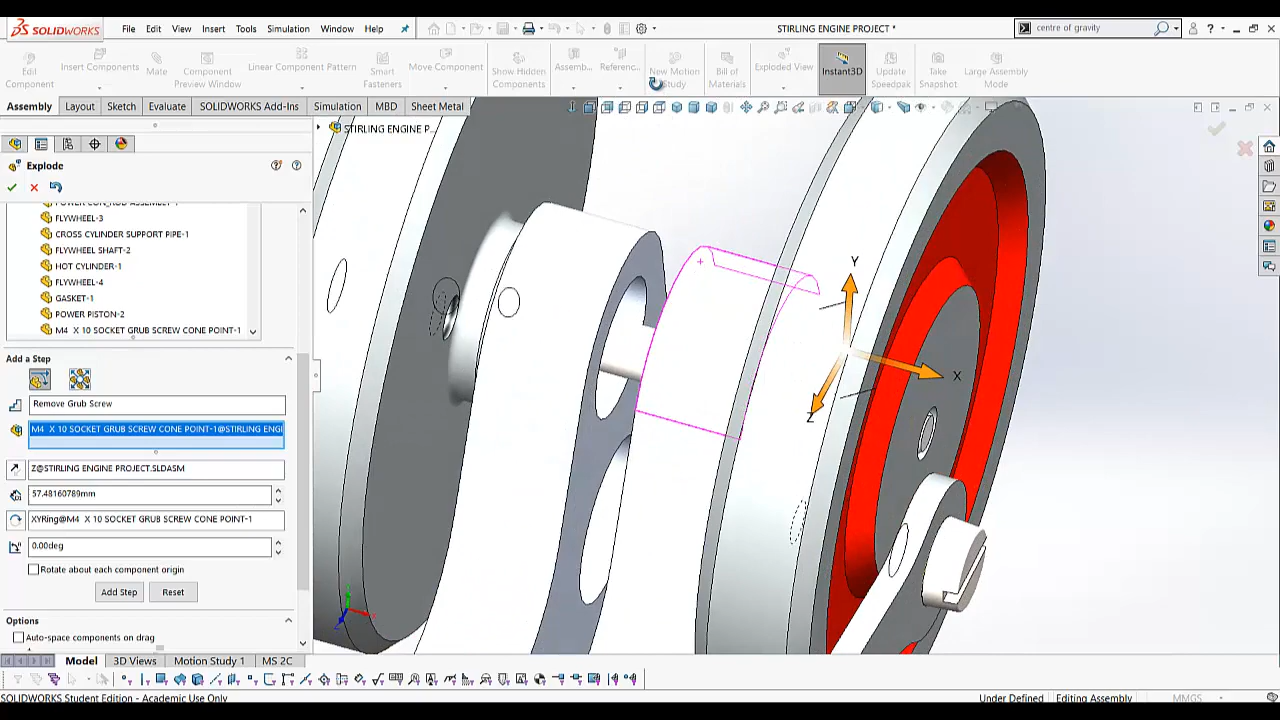 SOLIDWORKS File Edit View Insert Tools Simulation Window Help STIRLING ENGINE PROJECT * centre of gravity
Edit Component
Insert Components
Mate
Component Preview Window
Linear Component Pattern
Smart Fasteners
Move Component
Show Hidden Components
Assemb...
Referenc...
New Motion Study
Bill of Materials
Exploded View
Instant3D
Update Speedpak
Take Snapshot
Large Assembly Mode
Assembly Layout Sketch Evaluate SOLIDWORKS Add-Ins Simulation MBD Sheet Metal
STIRLING ENGINE P...
Explode
POWER CON_ROD ASSEMBLY-1
FLYWHEEL-3
CROSS CYLINDER SUPPORT PIPE-1
FLYWHEEL SHAFT-2
HOT CYLINDER-1
FLYWHEEL-4
GASKET-1
POWER PISTON-2
M4 X 10 SOCKET GRUB SCREW CONE POINT-1
Add a Step
Remove Grub Screw
M4 X 10 SOCKET GRUB SCREW CONE POINT-1@STIRLING ENGI
Z@STIRLING ENGINE PROJECT.SLDASM
57.48160789mm
XYRing@M4 X 10 SOCKET GRUB SCREW CONE POINT-1
0.00deg
Rotate about each component origin
Add Step Reset
Options
Auto-space components on drag
Y
X
Z
Model 3D Views Motion Study 1 MS 2C
SOLIDWORKS Student Edition - Academic Use Only Under Defined Editing Assembly MMGS